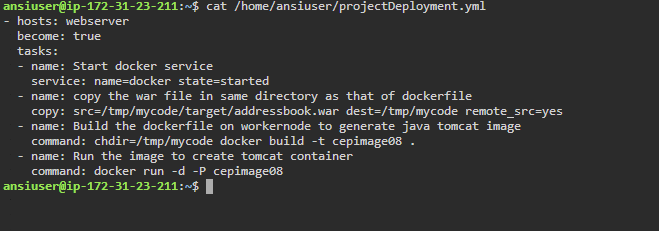 ansiuser@ip-172-31-23-211:~$ cat /home/ansiuser/projectDeployment.yml
- hosts: webserver
  become: true
  tasks:
  - name: Start docker service
    service: name=docker state=started
  - name: copy the war file in same directory as that of dockerfile
    copy: src=/tmp/mycode/target/addressbook.war dest=/tmp/mycode remote_src=yes
  - name: Build the dockerfile on workernode to generate java tomcat image
    command: chdir=/tmp/mycode docker build -t cepimage08 .
  - name: Run the image to create tomcat container
    command: docker run -d -P cepimage08
ansiuser@ip-172-31-23-211:~$